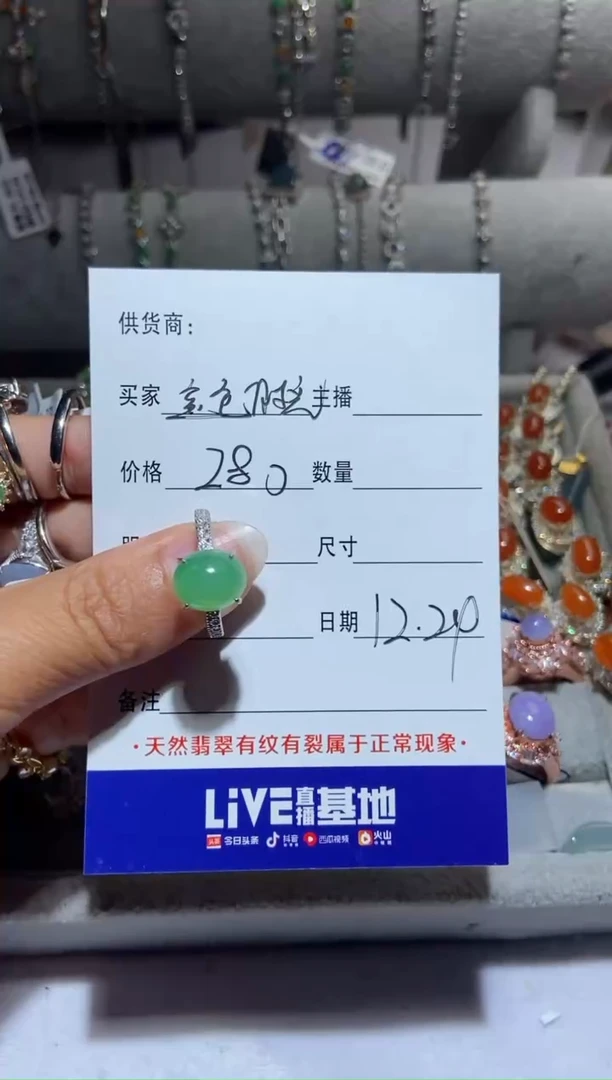 供货商：
买家 主播
价格 280 数量
尺寸
日期 12.20
备注
·天然翡翠有纹有裂属于正常现象·
LiVE直播基地
今日头条 抖音 西瓜视频 火山